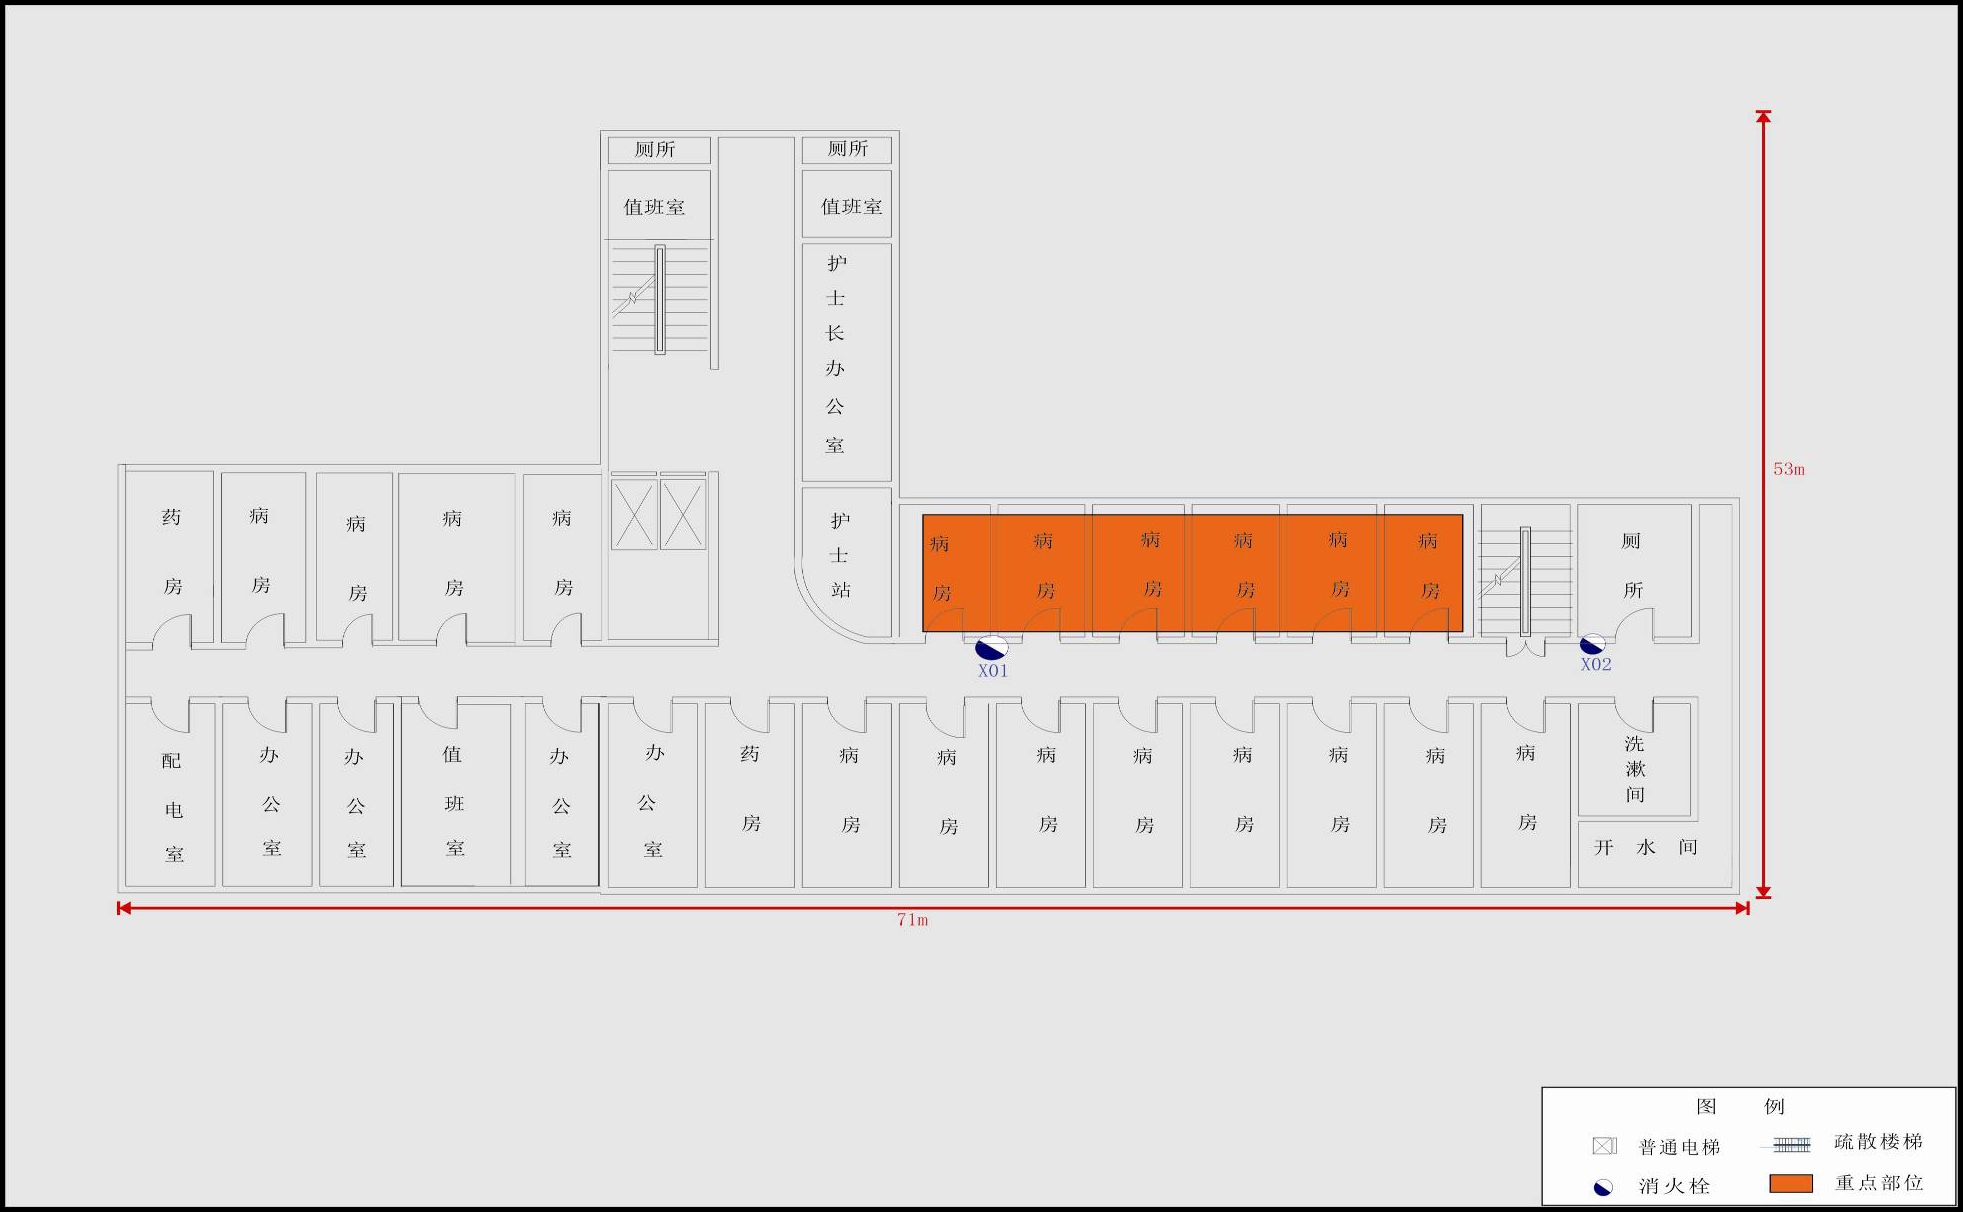 厕所
厕所
值班室
值班室
护士长办公室
53m
药房
病房
病房
病房
病房
护士站
病房
病房
病房
病房
病房
病房
厕所
X01
X02
配电室
办公室
办公室
值班室
办公室
办公室
药房
病房
病房
病房
病房
病房
病房
病房
病房
洗漱间
开水间
71m
图 例
普通电梯
疏散楼梯
消火栓
重点部位